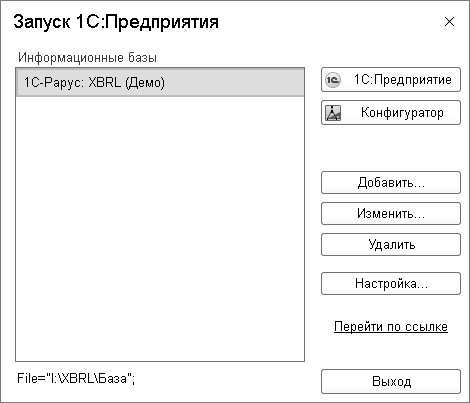 Запуск 1С:Предприятия
Информационные базы
1С-Рарус: XBRL (Демо)
1С:Предприятие
Конфигуратор
Добавить...
Изменить...
Удалить
Настройка...
Перейти по ссылке
File="I:\XBRL\База";
Выход